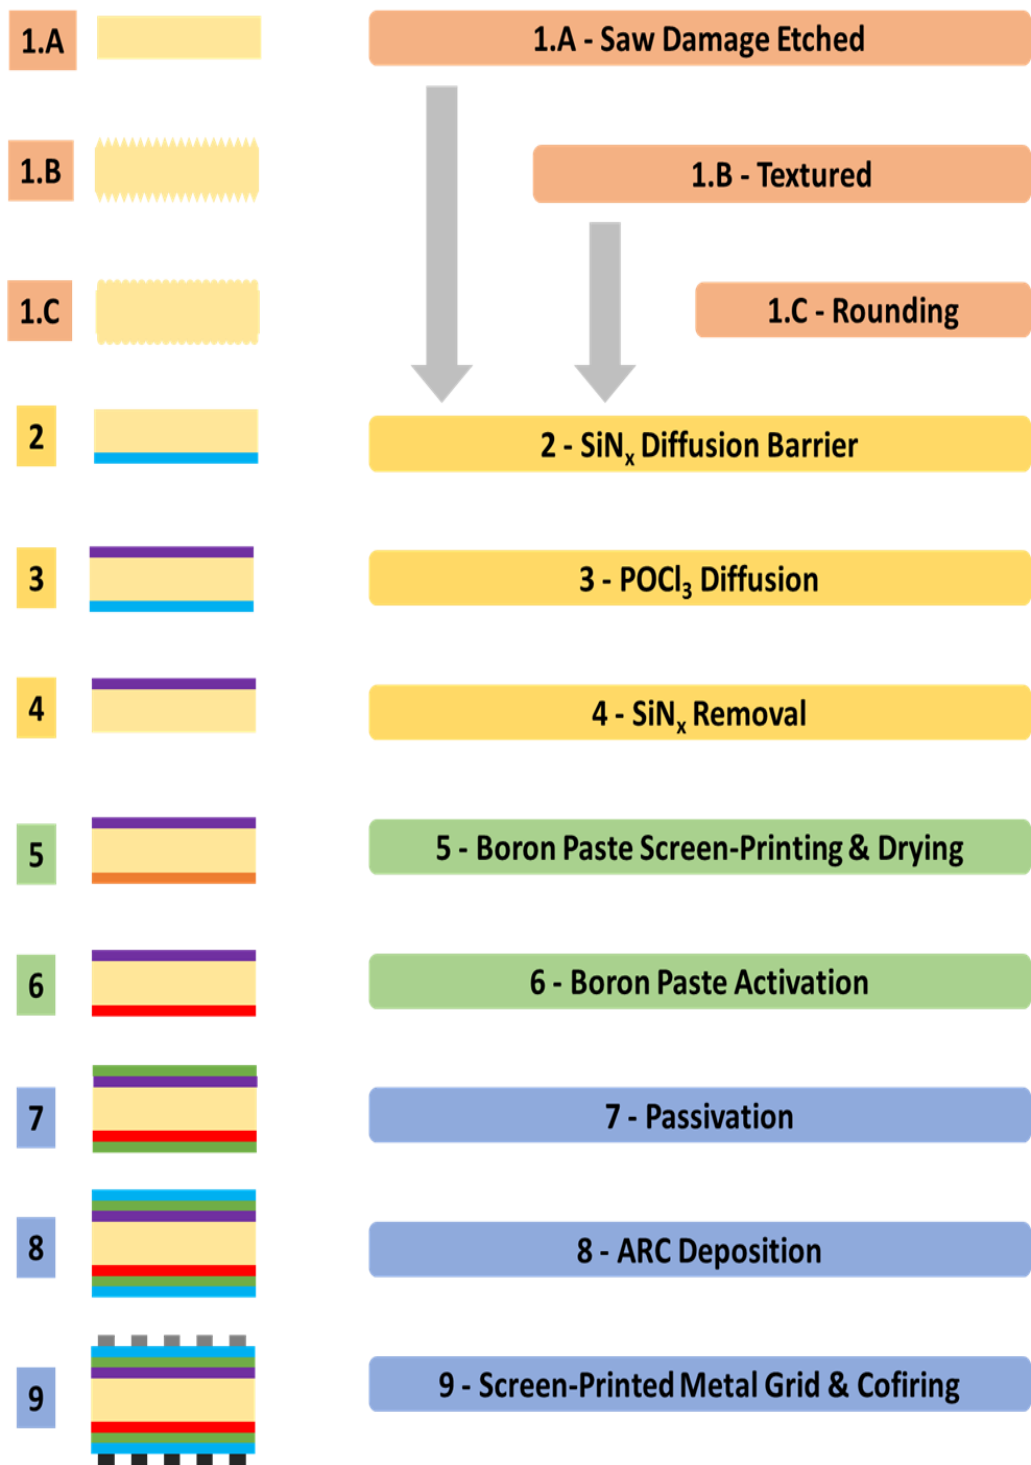 1.A
1.A - Saw Damage Etched
1.B
1.B - Textured
1.C
1.C - Rounding
2
2 - SiNₓ Diffusion Barrier
3
3 - POCl₃ Diffusion
4
4 - SiNₓ Removal
5
5 - Boron Paste Screen-Printing & Drying
6
6 - Boron Paste Activation
7
7 - Passivation
8
8 - ARC Deposition
9
9 - Screen-Printed Metal Grid & Cofiring